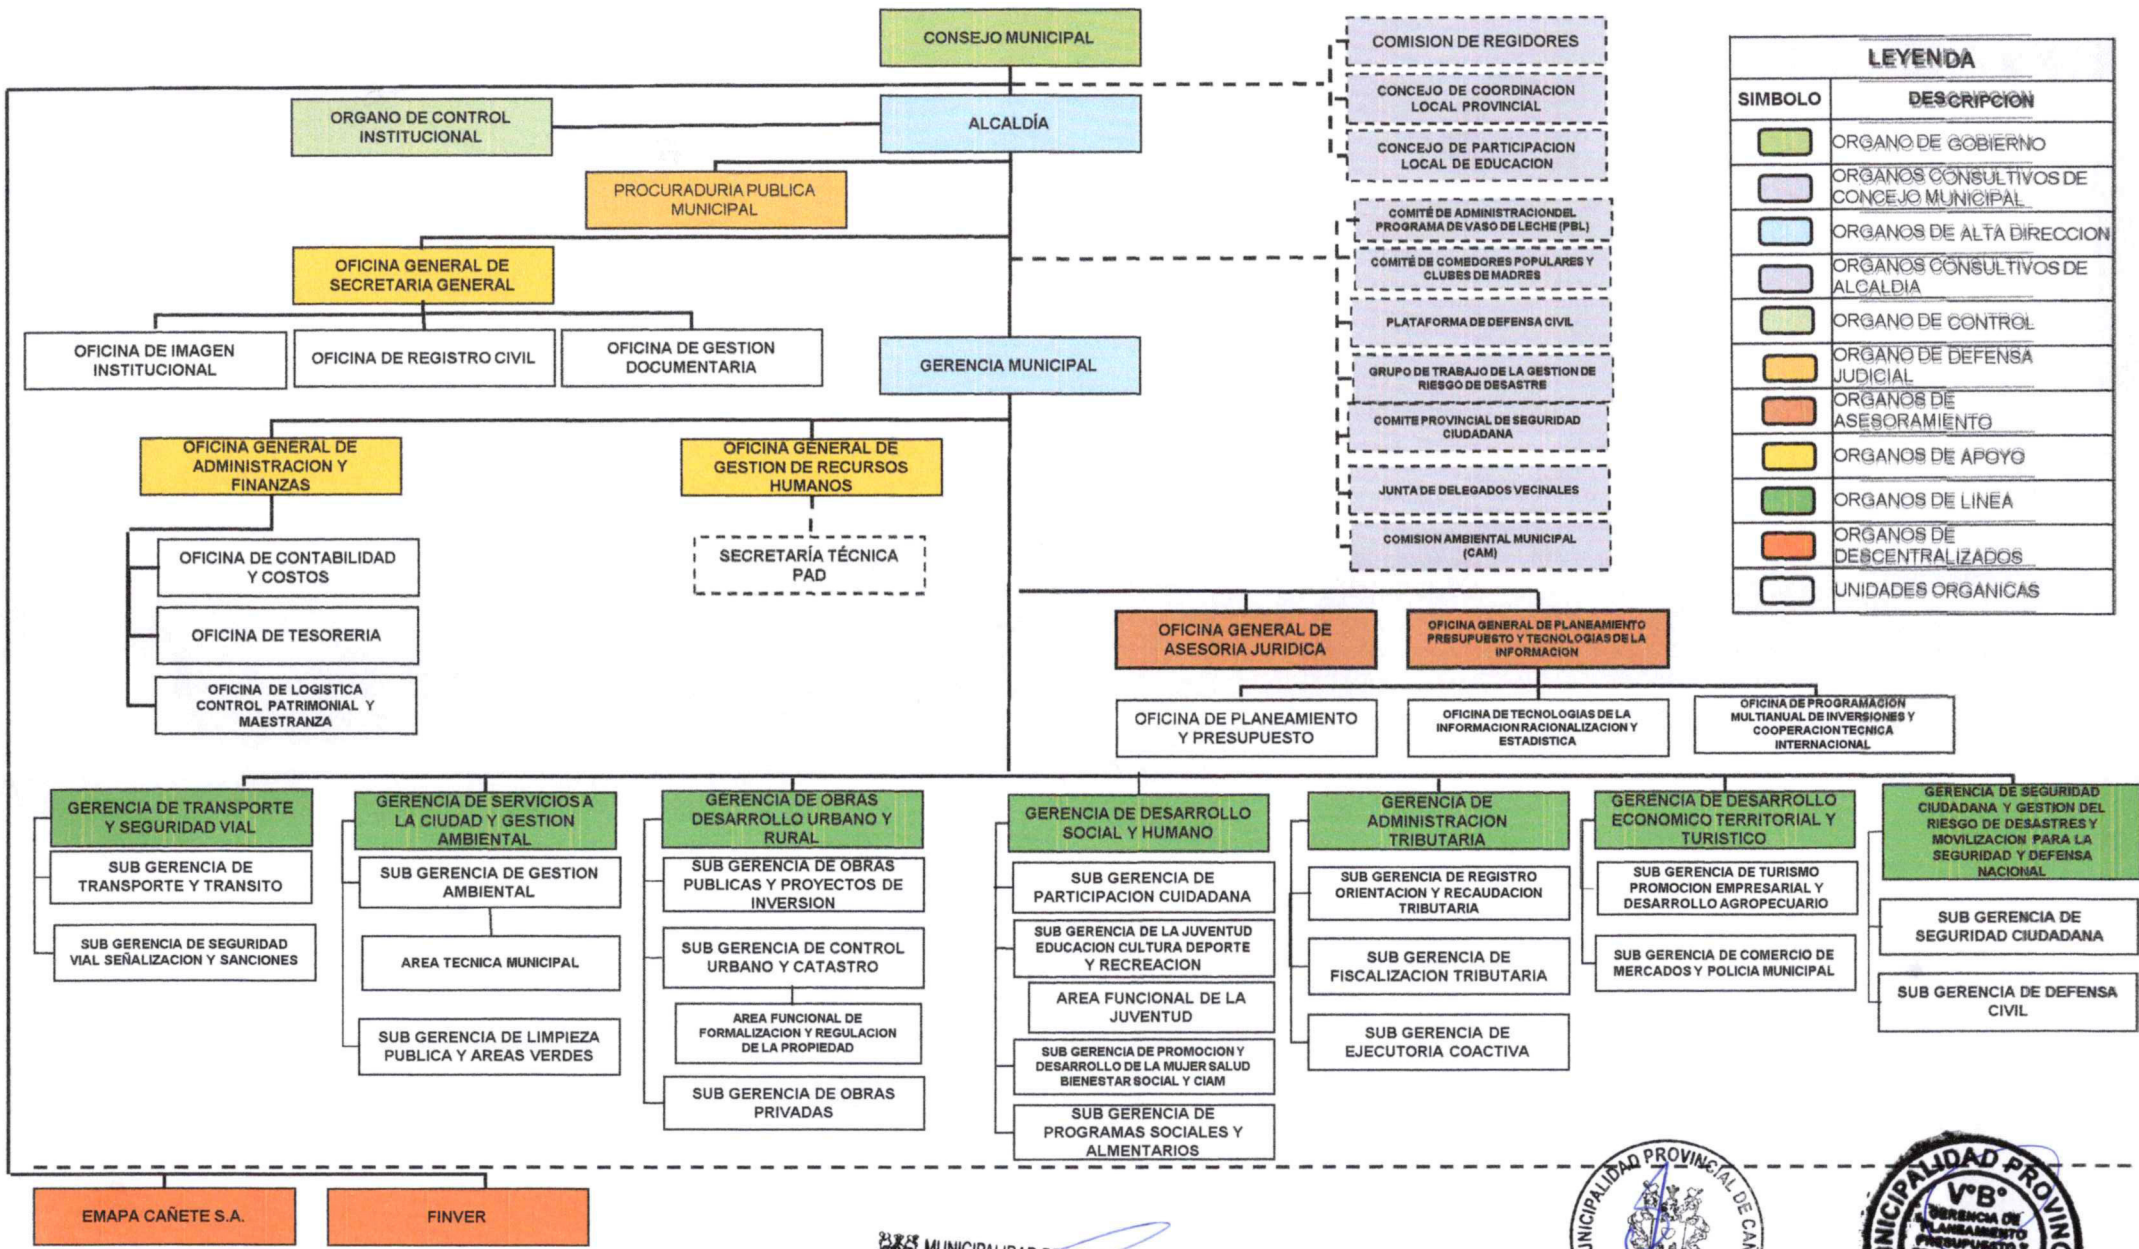 CONSEJO MUNICIPAL
ORGANO DE CONTROL
INSTITUCIONAL
ALCALDÍA
PROCURADURIA PUBLICA
MUNICIPAL
OFICINA GENERAL DE
SECRETARIA GENERAL
OFICINA DE IMAGEN
INSTITUCIONAL
OFICINA DE REGISTRO CIVIL
OFICINA DE GESTION
DOCUMENTARIA
GERENCIA MUNICIPAL
COMISION DE REGIDORES
CONCEJO DE COORDINACION
LOCAL PROVINCIAL
CONCEJO DE PARTICIPACION
LOCAL DE EDUCACION
COMITÉ DE ADMINISTRACIONDEL
PROGRAMA DE VASO DE LECHE (PBL)
COMITÉ DE COMEDORES POPULARES Y
CLUBES DE MADRES
PLATAFORMA DE DEFENSA CIVIL
GRUPO DE TRABAJO DE LA GESTION DE
RIESGO DE DESASTRE
COMITE PROVINCIAL DE SEGURIDAD
CIUDADANA
JUNTA DE DELEGADOS VECINALES
COMISION AMBIENTAL MUNICIPAL
(CAM)
LEYENDA
SIMBOLO DESCRIPCION
ORGANO DE GOBIERNO
ORGANOS CONSULTIVOS DE
CONCEJO MUNICIPAL
ORGANOS DE ALTA DIRECCION
ORGANOS CONSULTIVOS DE
ALCALDIA
ORGANO DE CONTROL
ORGANO DE DEFENSA
JUDICIAL
ORGANOS DE
ASESORAMIENTO
ORGANOS DE APOYO
ORGANOS DE LINEA
ORGANOS DE
DESCENTRALIZADOS
UNIDADES ORGANICAS
OFICINA GENERAL DE
ADMINISTRACION Y
FINANZAS
OFICINA GENERAL DE
GESTION DE RECURSOS
HUMANOS
OFICINA DE CONTABILIDAD
Y COSTOS
OFICINA DE TESORERIA
OFICINA DE LOGISTICA
CONTROL PATRIMONIAL Y
MAESTRANZA
SECRETARÍA TÉCNICA
PAD
OFICINA GENERAL DE
ASESORIA JURIDICA
OFICINA GENERAL DE PLANEAMIENTO
PRESUPUESTO Y TECNOLOGIAS DE LA
INFORMACION
OFICINA DE PLANEAMIENTO
Y PRESUPUESTO
OFICINA DE TECNOLOGIAS DE LA
INFORMACION RACIONALIZACION Y
ESTADISTICA
OFICINA DE PROGRAMACION
MULTIANUAL DE INVERSIONES Y
COOPERACION TECNICA
INTERNACIONAL
GERENCIA DE TRANSPORTE
Y SEGURIDAD VIAL
SUB GERENCIA DE
TRANSPORTE Y TRANSITO
SUB GERENCIA DE SEGURIDAD
VIAL SEÑALIZACION Y SANCIONES
GERENCIA DE SERVICIOS A
LA CIUDAD Y GESTION
AMBIENTAL
SUB GERENCIA DE GESTION
AMBIENTAL
AREA TECNICA MUNICIPAL
SUB GERENCIA DE LIMPIEZA
PUBLICA Y AREAS VERDES
GERENCIA DE OBRAS
DESARROLLO URBANO Y
RURAL
SUB GERENCIA DE OBRAS
PUBLICAS Y PROYECTOS DE
INVERSION
SUB GERENCIA DE CONTROL
URBANO Y CATASTRO
AREA FUNCIONAL DE
FORMALIZACION Y REGULACION
DE LA PROPIEDAD
SUB GERENCIA DE OBRAS
PRIVADAS
GERENCIA DE DESARROLLO
SOCIAL Y HUMANO
SUB GERENCIA DE
PARTICIPACION CUIDADANA
SUB GERENCIA DE LA JUVENTUD
EDUCACION CULTURA DEPORTE
Y RECREACION
AREA FUNCIONAL DE LA
JUVENTUD
SUB GERENCIA DE PROMOCION Y
DESARROLLO DE LA MUJER SALUD
BIENESTAR SOCIAL Y CIAM
SUB GERENCIA DE
PROGRAMAS SOCIALES Y
ALMENTARIOS
GERENCIA DE
ADMINISTRACION
TRIBUTARIA
SUB GERENCIA DE REGISTRO
ORIENTACION Y RECAUDACION
TRIBUTARIA
SUB GERENCIA DE
FISCALIZACION TRIBUTARIA
SUB GERENCIA DE
EJECUTORIA COACTIVA
GERENCIA DE DESARROLLO
ECONOMICO TERRITORIAL Y
TURISTICO
SUB GERENCIA DE TURISMO
PROMOCION EMPRESARIAL Y
DESARROLLO AGROPECUARIO
SUB GERENCIA DE COMERCIO DE
MERCADOS Y POLICIA MUNICIPAL
GERENCIA DE SEGURIDAD
CIUDADANA Y GESTION DEL
RIESGO DE DESASTRES Y
MOVILIZACION PARA LA
SEGURIDAD Y DEFENSA
NACIONAL
SUB GERENCIA DE
SEGURIDAD CIUDADANA
SUB GERENCIA DE DEFENSA
CIVIL
EMAPA CAÑETE S.A.
FINVER
MUNICIPALIDAD
MUNICIPALIDAD PROVINCIAL DE CAÑ
MUNICIPALIDAD PROVINC
V°B°
GERENCIA DE
PLANEAMIENTO
PRESUPUESTO